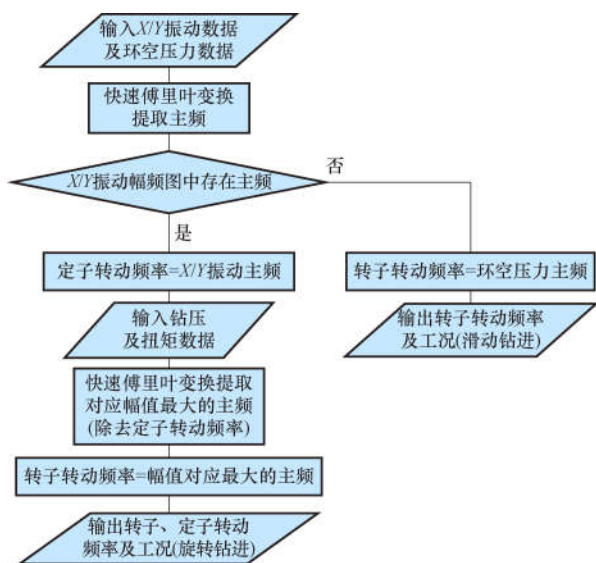 输入X/Y振动数据
及环空压力数据
快速傅里叶变换
提取主频
X/Y振动幅频图中存在主频
否
是
定子转动频率=X/Y振动主频
转子转动频率=环空压力主频
输入钻压
及扭矩数据
输出转子转动频率
及工况(滑动钻进)
快速傅里叶变换提取
对应幅值最大的主频
(除去定子转动频率)
转子转动频率=幅值对应最大的主频
输出转子、定子转动
频率及工况(旋转钻进)